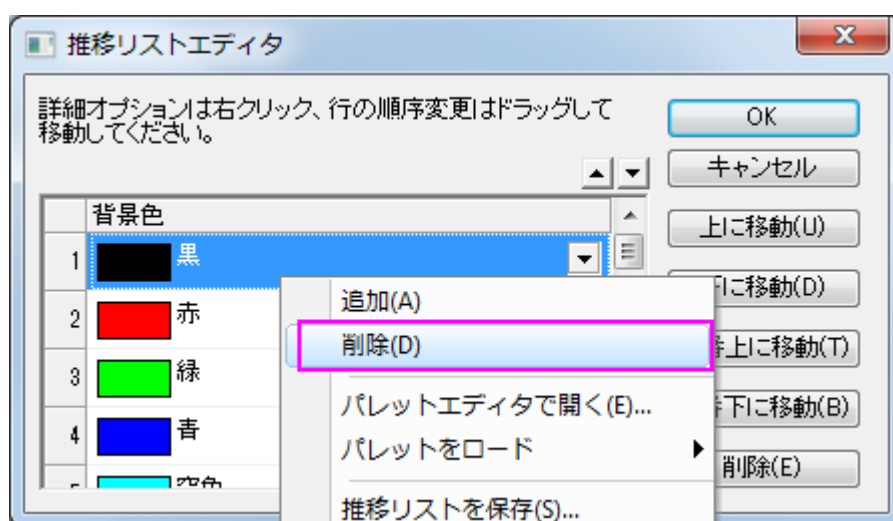 推移リストエディタ
詳細オプションは右クリック、行の順序変更はドラッグして
移動してください。
OK
キャンセル
上に移動(U)
下に移動(D)
番上に移動(T)
番下に移動(B)
削除(E)
背景色
1 黒
2 赤
3 緑
4 青
空色
追加(A)
削除(D)
パレットエディタで開く(E)...
パレットをロード
推移リストを保存(S)...